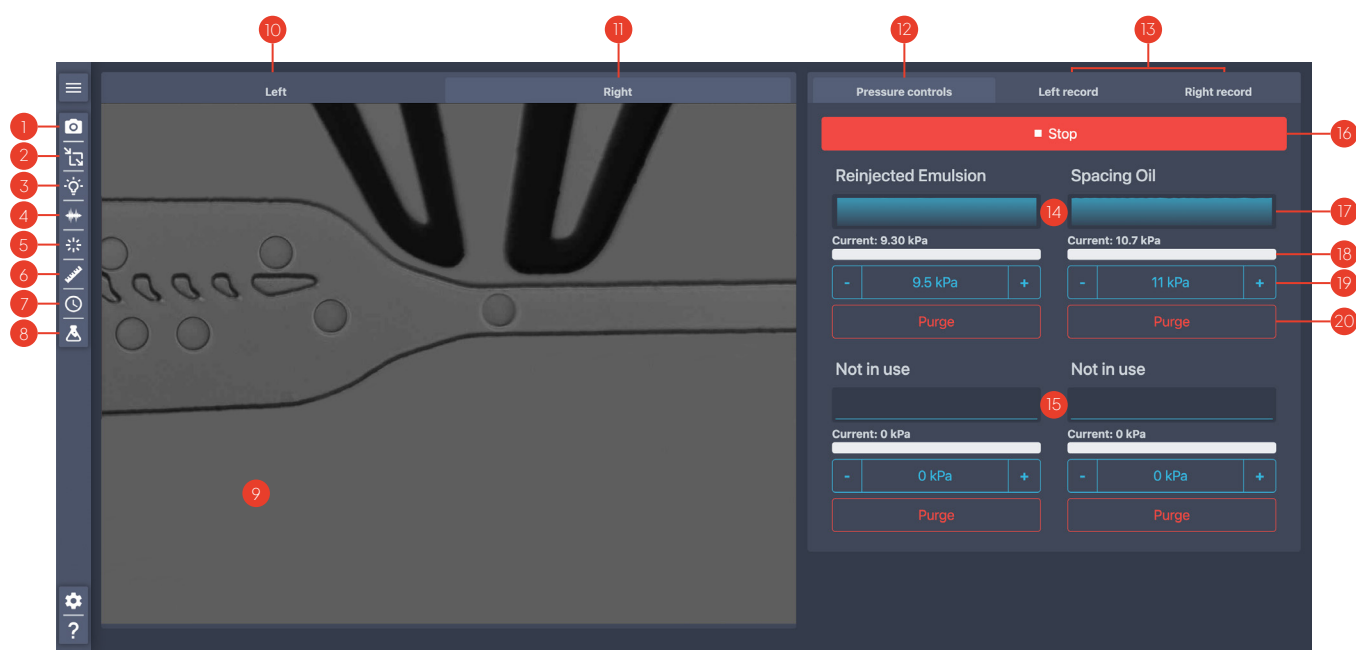 10 11 12 13
Left Right Pressure controls Left record Right record
1
Stop 16
2
3 Reinjected Emulsion Spacing Oil
4 14 17
5 Current: 9.30 kPa Current: 10.7 kPa 18
6 - 9.5 kPa + - 11 kPa + 19
7
8 Purge Purge 20
Not in use Not in use
15
Current: 0 kPa Current: 0 kPa
- 0 kPa + - 0 kPa +
9
Purge Purge
?